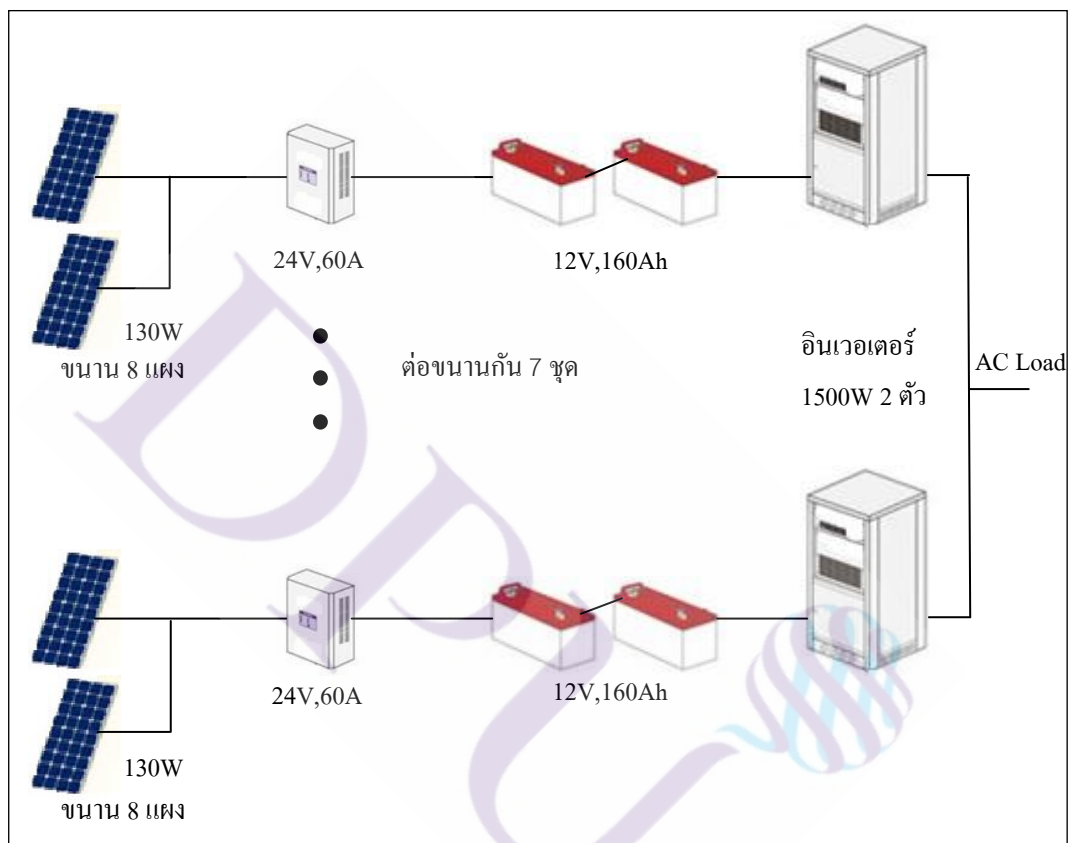 24V,60A
12V,160Ah
130W
ขนาน 8 แผง
ต่อขนานกัน 7 ชุด
อินเวอเตอร์
1500W 2 ตัว
AC Load
24V,60A
12V,160Ah
130W
ขนาน 8 แผง
DPU